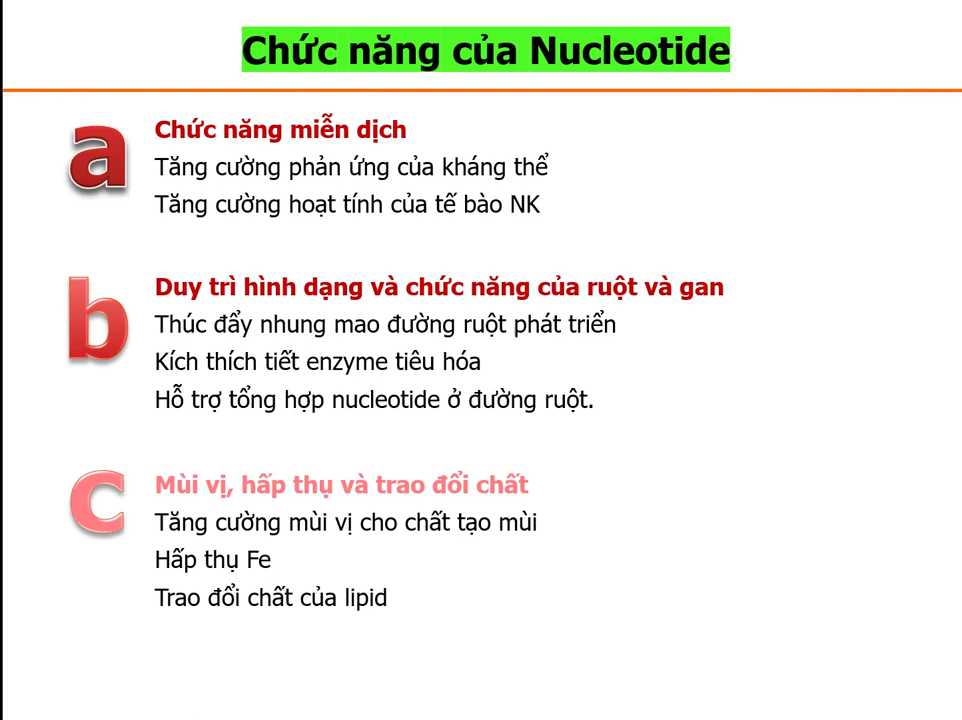 Chức năng của Nucleotide
a
Chức năng miễn dịch
Tăng cường phản ứng của kháng thể
Tăng cường hoạt tính của tế bào NK
b
Duy trì hình dạng và chức năng của ruột và gan
Thúc đẩy nhung mao đường ruột phát triển
Kích thích tiết enzyme tiêu hóa
Hỗ trợ tổng hợp nucleotide ở đường ruột.
c
Mùi vị, hấp thụ và trao đổi chất
Tăng cường mùi vị cho chất tạo mùi
Hấp thụ Fe
Trao đổi chất của lipid